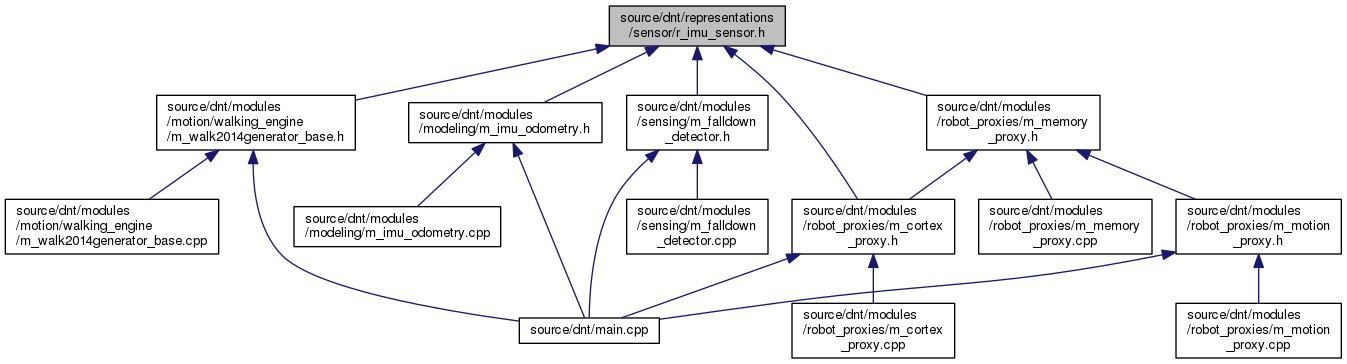 source/dnt/representations
/sensor/r_imu_sensor.h
source/dnt/modules
/motion/walking_engine
/m_walk2014generator_base.h
source/dnt/modules
/modeling/m_imu_odometry.h
source/dnt/modules
/sensing/m_falldown
_detector.h
source/dnt/modules
/robot_proxies/m_memory
_proxy.h
source/dnt/modules
/motion/walking_engine
/m_walk2014generator_base.cpp
source/dnt/modules
/modeling/m_imu_odometry.cpp
source/dnt/modules
/sensing/m_falldown
_detector.cpp
source/dnt/modules
/robot_proxies/m_cortex
_proxy.h
source/dnt/modules
/robot_proxies/m_memory
_proxy.cpp
source/dnt/modules
/robot_proxies/m_motion
_proxy.h
source/dnt/main.cpp
source/dnt/modules
/robot_proxies/m_cortex
_proxy.cpp
source/dnt/modules
/robot_proxies/m_motion
_proxy.cpp